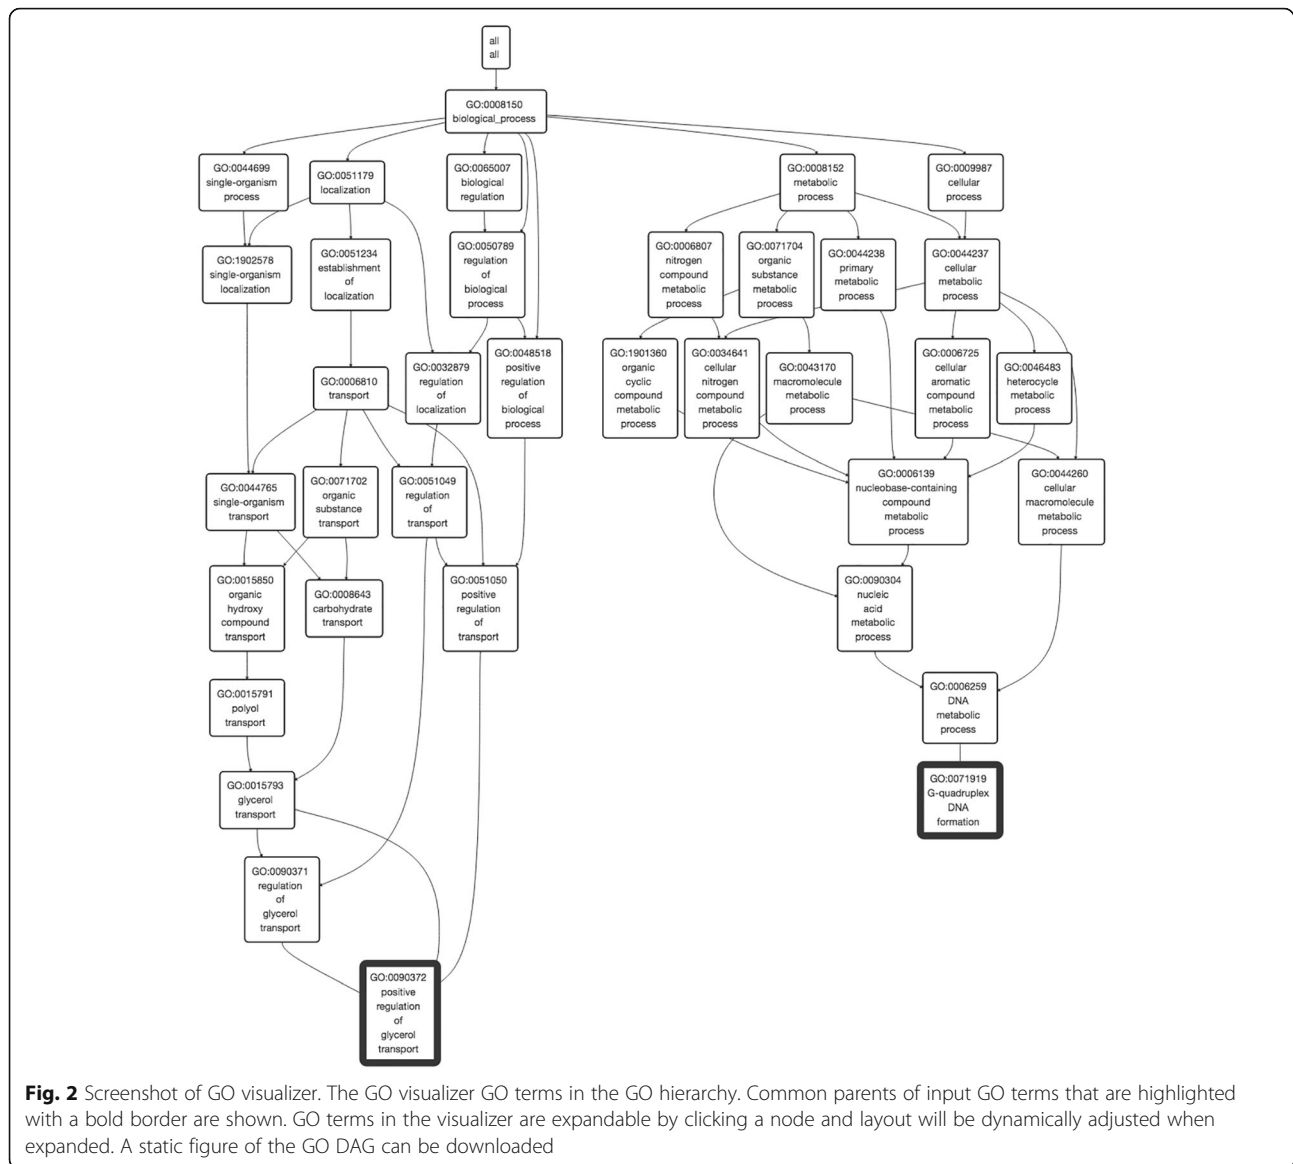 all
all
GO:0008150
biological_process
GO:0044699
single-organism
process
GO:0051179
localization
GO:0065007
biological
regulation
GO:0008152
metabolic
process
GO:0009987
cellular
process
GO:1902578
single-organism
localization
GO:0051234
establishment
of
localization
GO:0050789
regulation
of
biological
process
GO:0006807
nitrogen
compound
metabolic
process
GO:0071704
organic
substance
metabolic
process
GO:0044238
primary
metabolic
process
GO:0044237
cellular
metabolic
process
GO:0006810
transport
GO:0032879
regulation
of
localization
GO:0048518
positive
regulation
of
biological
process
GO:1901360
organic
cyclic
compound
metabolic
process
GO:0034641
cellular
nitrogen
compound
metabolic
process
GO:0043170
macromolecule
metabolic
process
GO:0006725
cellular
aromatic
compound
metabolic
process
GO:0046483
heterocycle
metabolic
process
GO:0044765
single-organism
transport
GO:0071702
organic
substance
transport
GO:0051049
regulation
of
transport
GO:0006139
nucleobase-containing
compound
metabolic
process
GO:0044260
cellular
macromolecule
metabolic
process
GO:0015850
organic
hydroxy
compound
transport
GO:0008643
carbohydrate
transport
GO:0051050
positive
regulation
of
transport
GO:0090304
nucleic
acid
metabolic
process
GO:0015791
polyol
transport
GO:0006259
DNA
metabolic
process
GO:0015793
glycerol
transport
GO:0071919
G-quadruplex
DNA
formation
GO:0090371
regulation
of
glycerol
transport
GO:0090372
positive
regulation
of
glycerol
transport
Fig. 2 Screenshot of GO visualizer. The GO visualizer GO terms in the GO hierarchy. Common parents of input GO terms that are highlighted
with a bold border are shown. GO terms in the visualizer are expandable by clicking a node and layout will be dynamically adjusted when
expanded. A static figure of the GO DAG can be downloaded